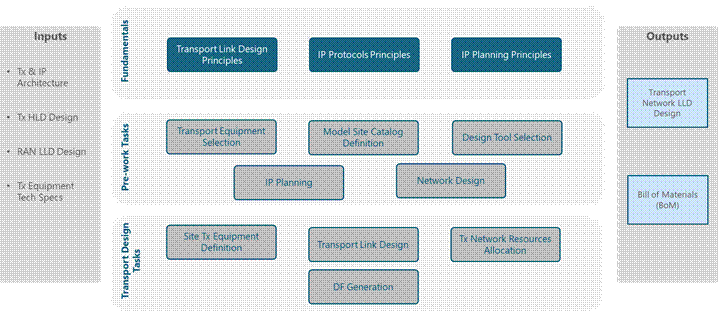 Inputs
• Tx & IP
Architecture
• Tx HLD Design
• RAN LLD Design
• Tx Equipment
Tech Specs
Fundamentals
Transport Link Design
Principles
IP Protocols Principles
IP Planning Principles
Pre-work Tasks
Transport Equipment
Selection
Model Site Catalog
Definition
Design Tool Selection
IP Planning
Network Design
Transport Design
Tasks
Site Tx Equipment
Definition
Transport Link Design
Tx Network Resources
Allocation
DF Generation
Outputs
Transport
Network LLD
Design
Bill of Materials
(BoM)